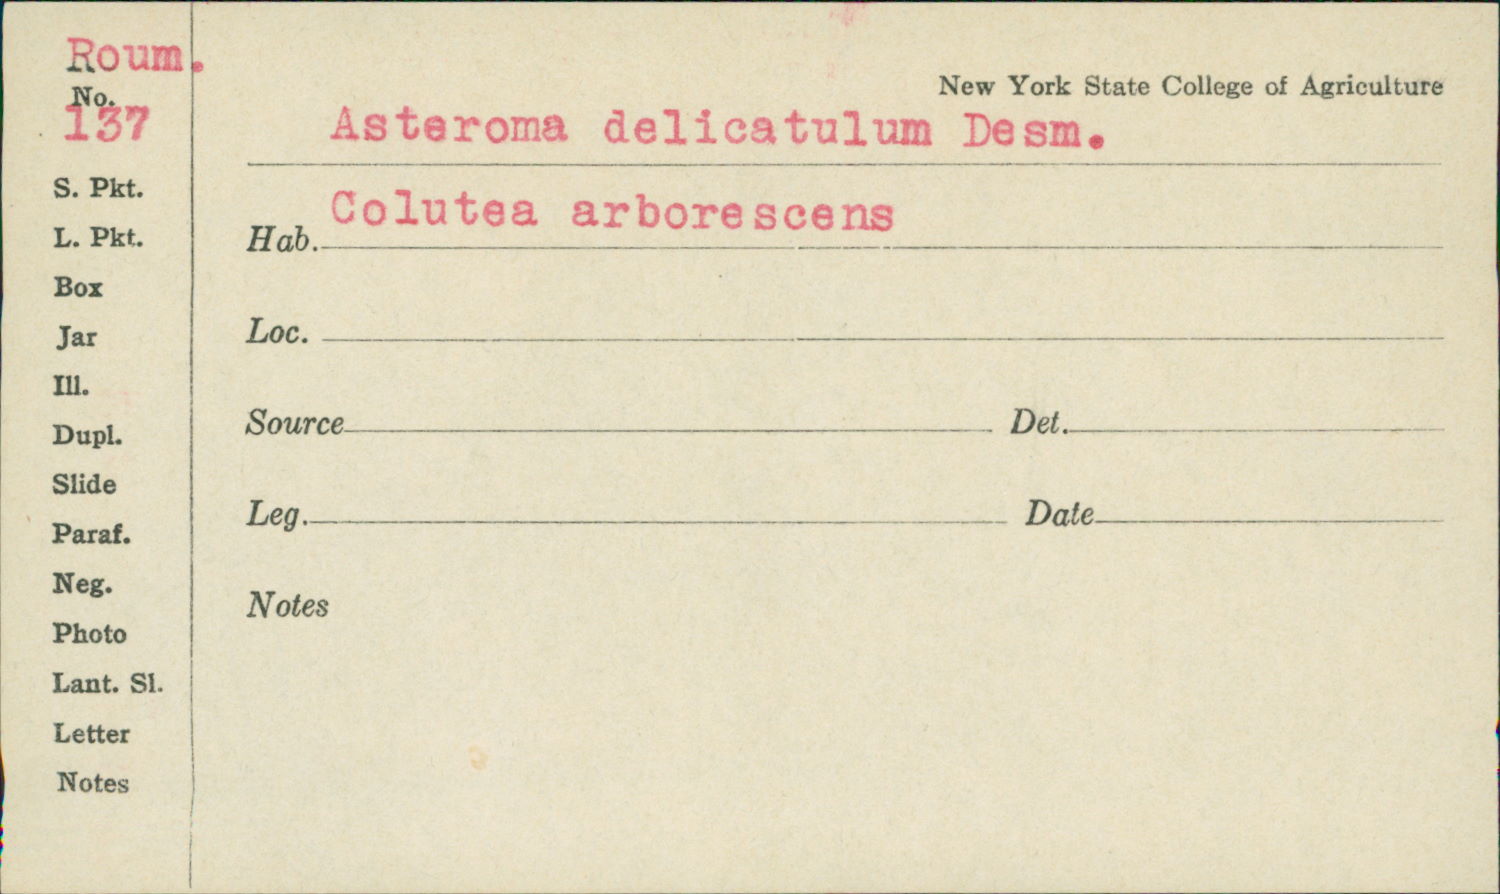 Roum.
No.
137
New York State College of Agriculture
Asteroma delicatulum Desm.
Colutea arborescens
Hab.
Loc.
Source Det.
Leg. Date
Notes
S. Pkt.
L. Pkt.
Box
Jar
Ill.
Dupl.
Slide
Paraf.
Neg.
Photo
Lant. Sl.
Letter
Notes